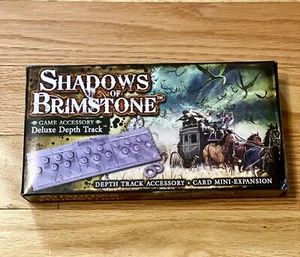 SHADOWS
OF
BRIMSTONE
GAME ACCESSORY
Deluxe Depth Track
DEPTH TRACK ACCESSORY • CARD MINI-EXPANSION